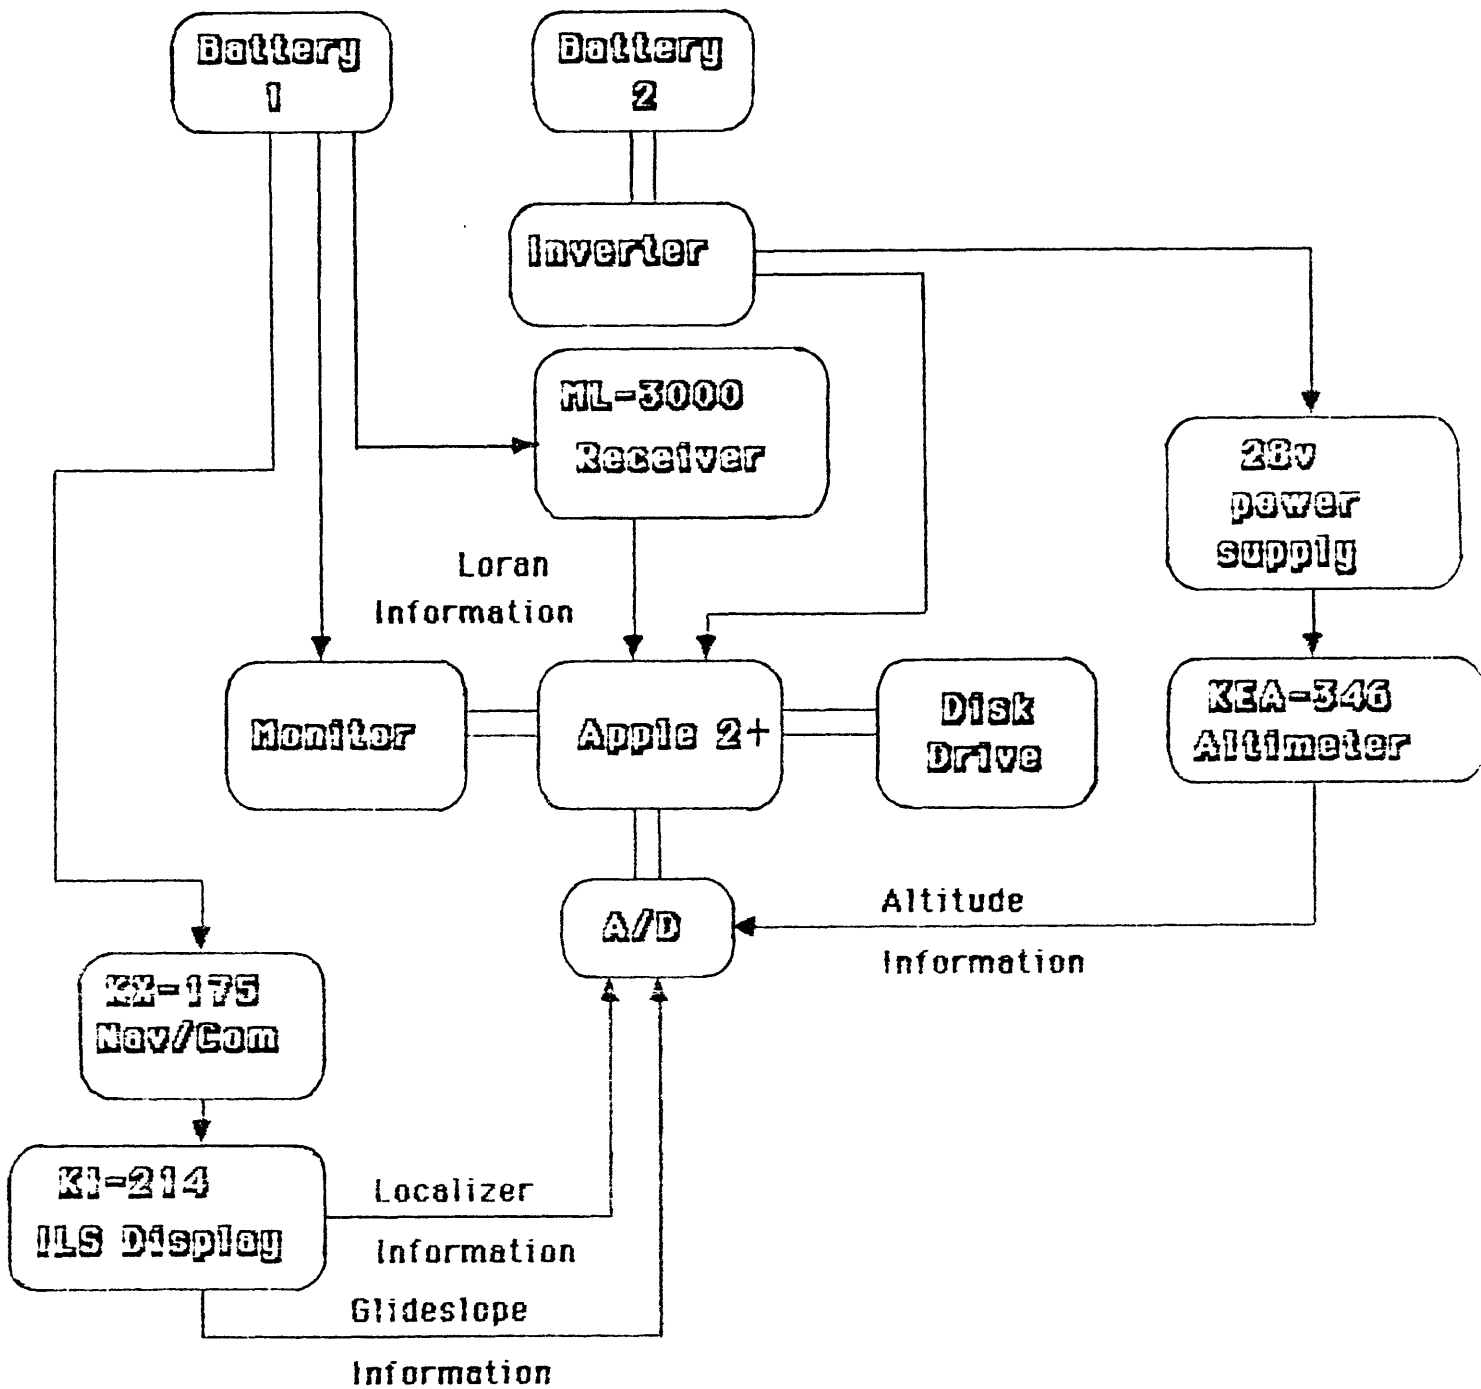 Battery
1
Battery
2
Inverter
ML-3000
Receiver
28v
power
supply
Loran
Information
Monitor
Apple 2+
Disk
Drive
KEA-346
Altimeter
A/D
Altitude
Information
KX-175
Nav/Com
KI-214
ILS Display
Localizer
Information
Glideslope
Information